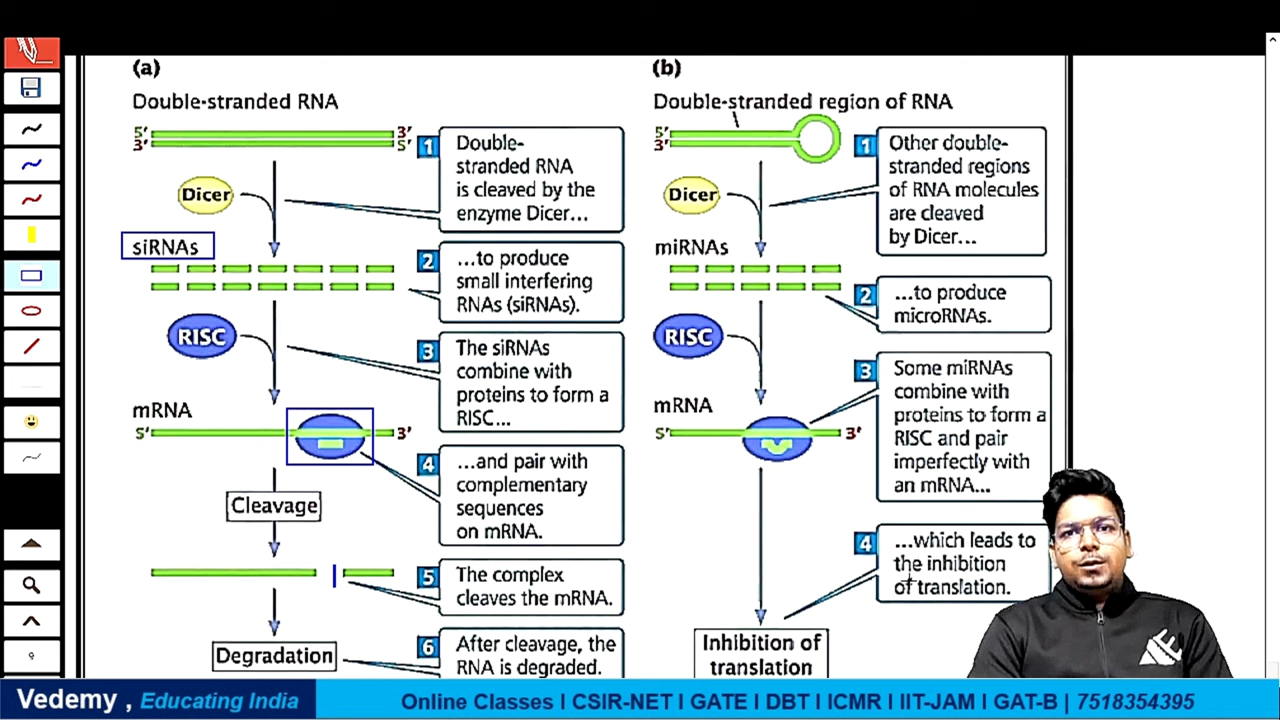 (a)
Double-stranded RNA
5' 3'
3' 5'
1 Double-
stranded RNA
is cleaved by the
enzyme Dicer...
Dicer
siRNAs
2 ...to produce
small interfering
RNAs (siRNAs).
RISC
3 The siRNAs
combine with
proteins to form a
RISC...
mRNA
5' 3'
4 ...and pair with
complementary
sequences
on mRNA.
Cleavage
5 The complex
cleaves the mRNA.
Degradation
6 After cleavage, the
RNA is degraded.
(b)
Double-stranded region of RNA
5'
3'
1 Other double-
stranded regions
of RNA molecules
are cleaved
by Dicer...
Dicer
miRNAs
2 ...to produce
microRNAs.
RISC
3 Some miRNAs
combine with
proteins to form a
RISC and pair
imperfectly with
an mRNA...
mRNA
5' 3'
4 ...which leads to
the inhibition
of translation.
Inhibition of
translation
Vedemy , Educating India
Online Classes I CSIR-NET I GATE I DBT I ICMR I IIT-JAM I GAT-B | 7518354395